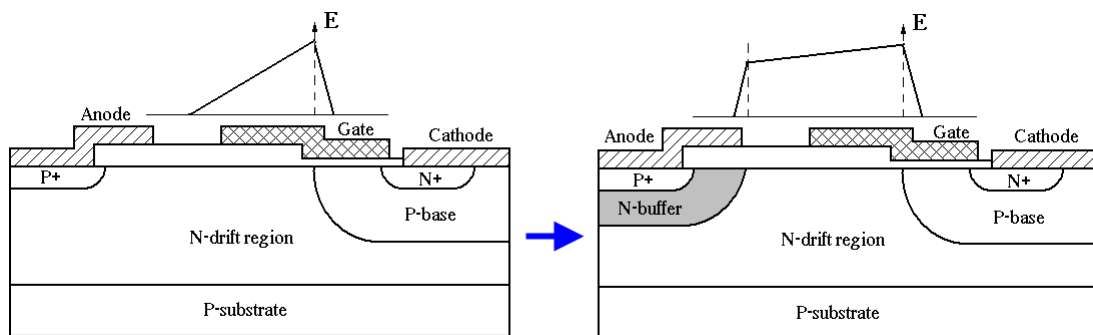 E
Anode
Gate
Cathode
P+
N+
P-base
N-drift region
P-substrate
E
Anode
Gate
Cathode
P+
N+
N-buffer
P-base
N-drift region
P-substrate